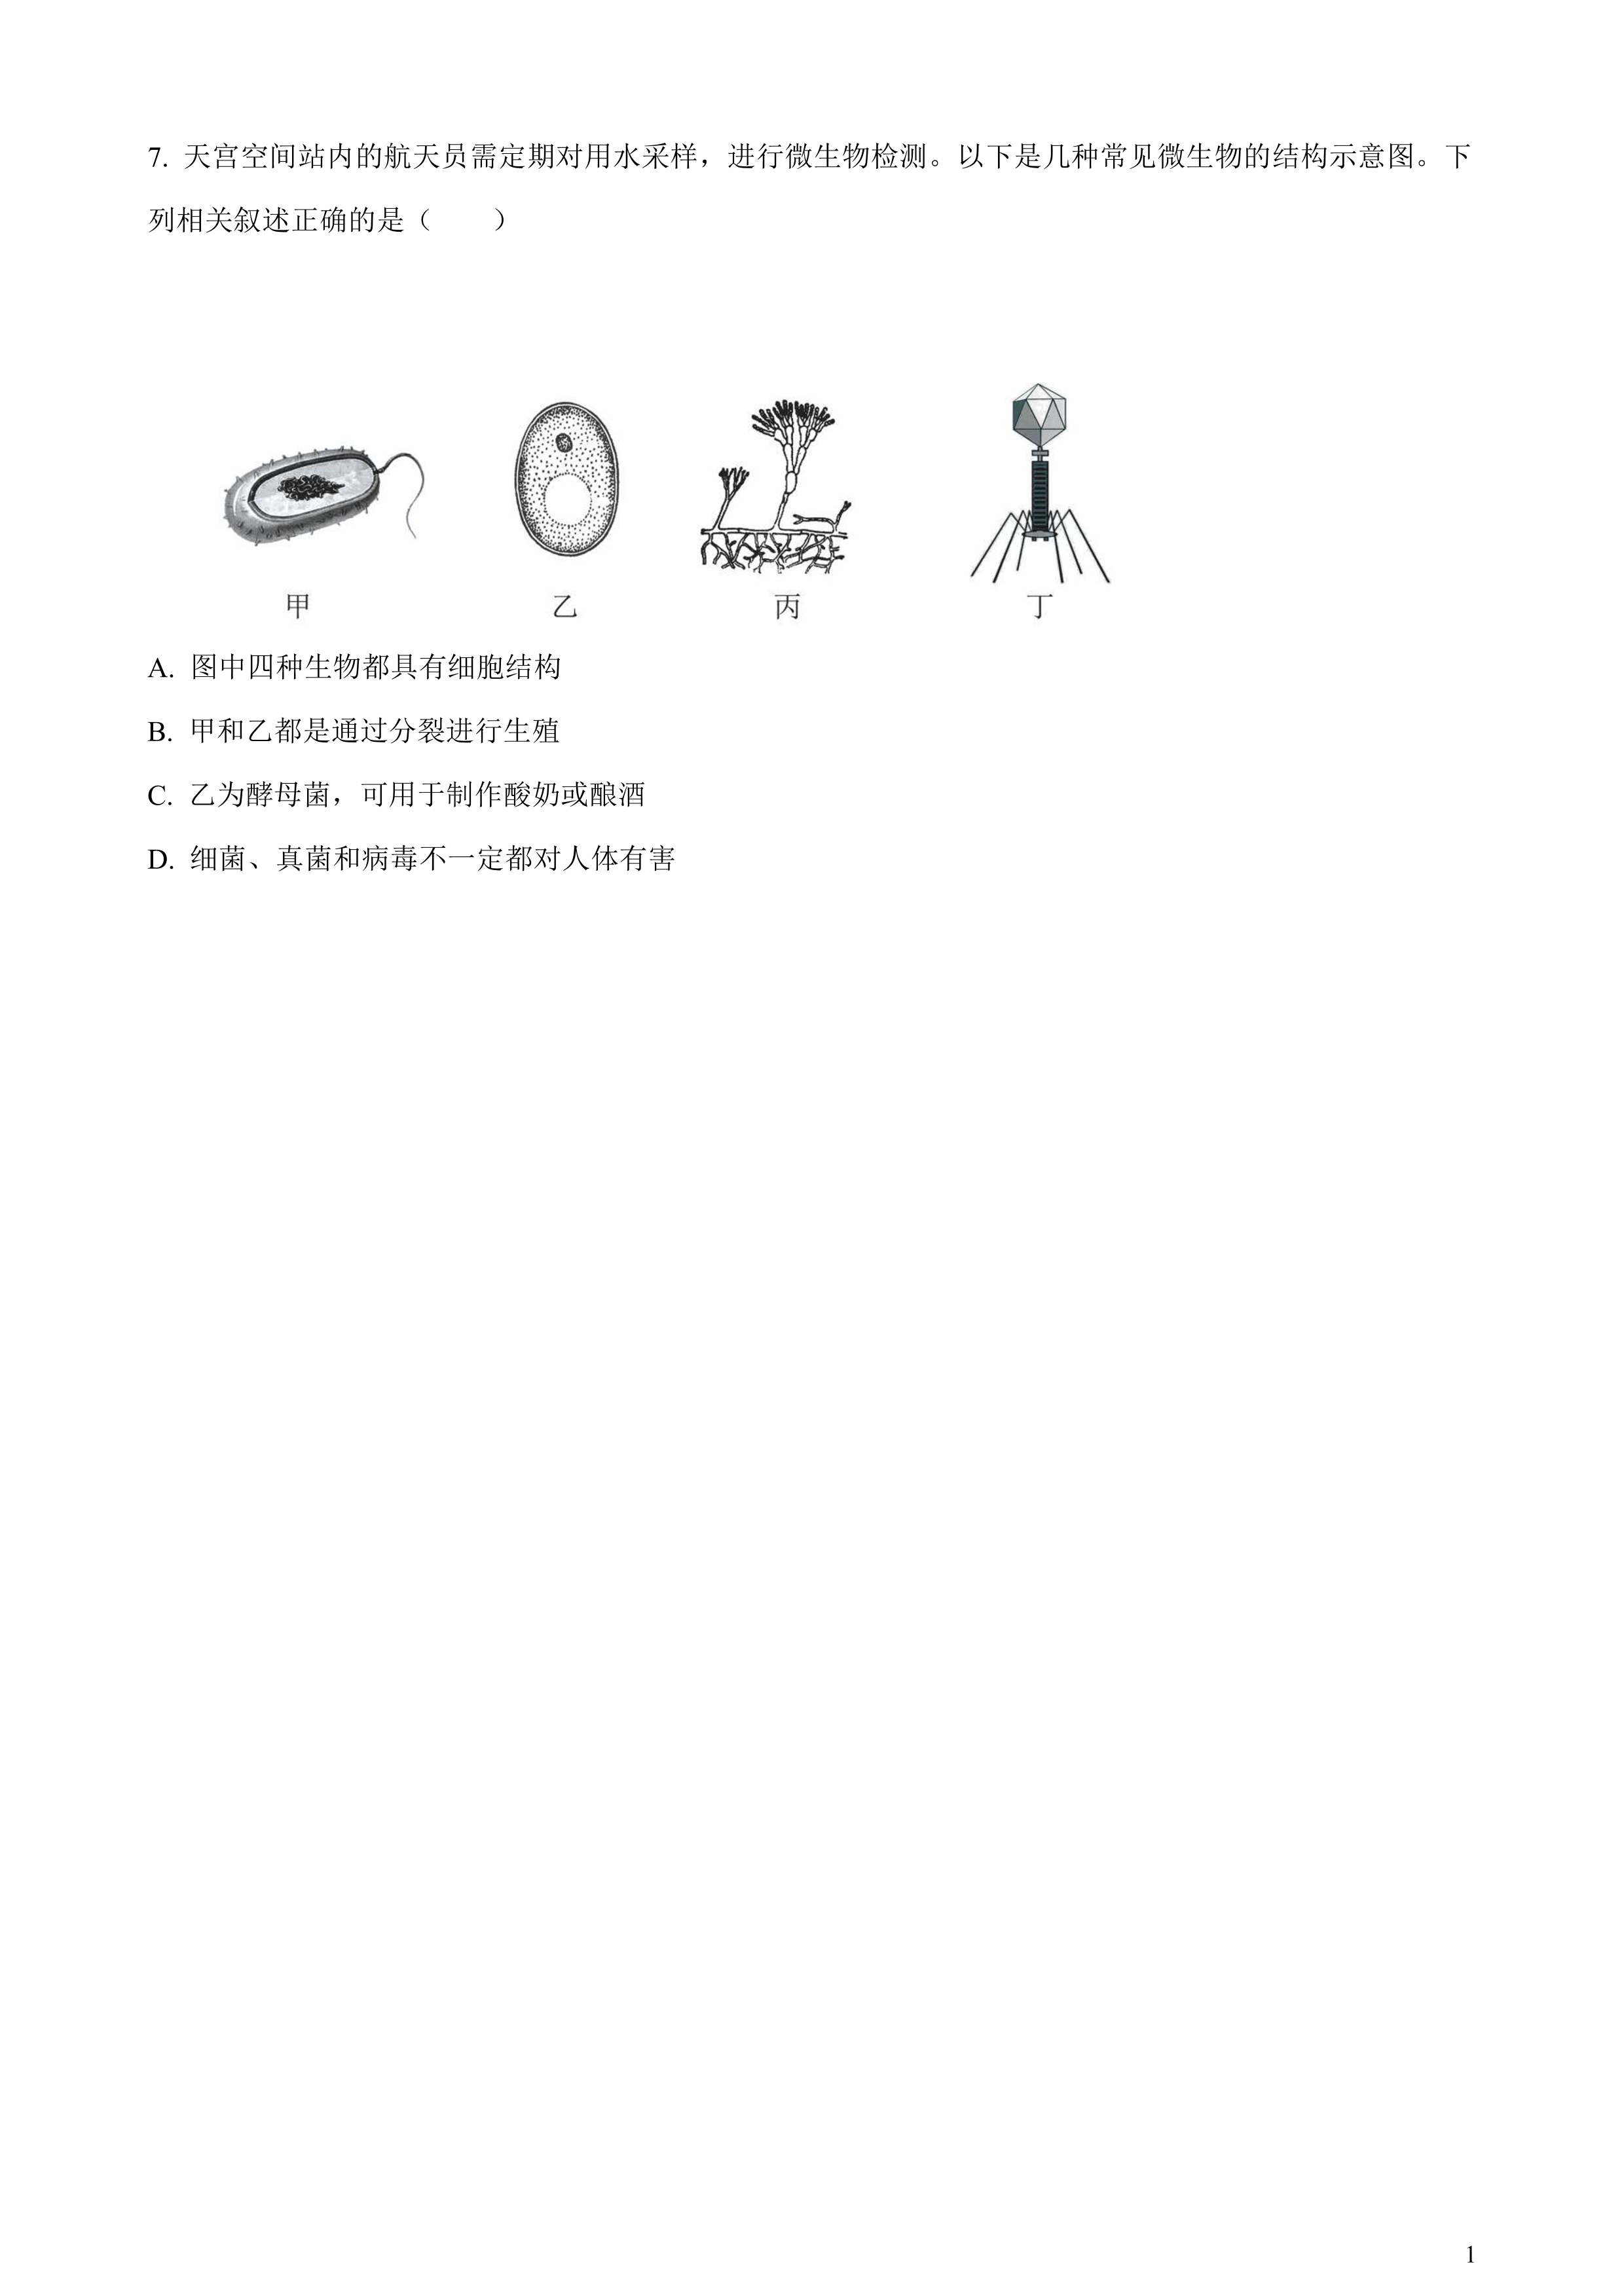 7. 天宫空间站内的航天员需定期对用水采样，进行微生物检测。以下是几种常见微生物的结构示意图。下
列相关叙述正确的是（　　）
甲 乙 丙 丁
A. 图中四种生物都具有细胞结构
B. 甲和乙都是通过分裂进行生殖
C. 乙为酵母菌，可用于制作酸奶或酿酒
D. 细菌、真菌和病毒不一定都对人体有害
1